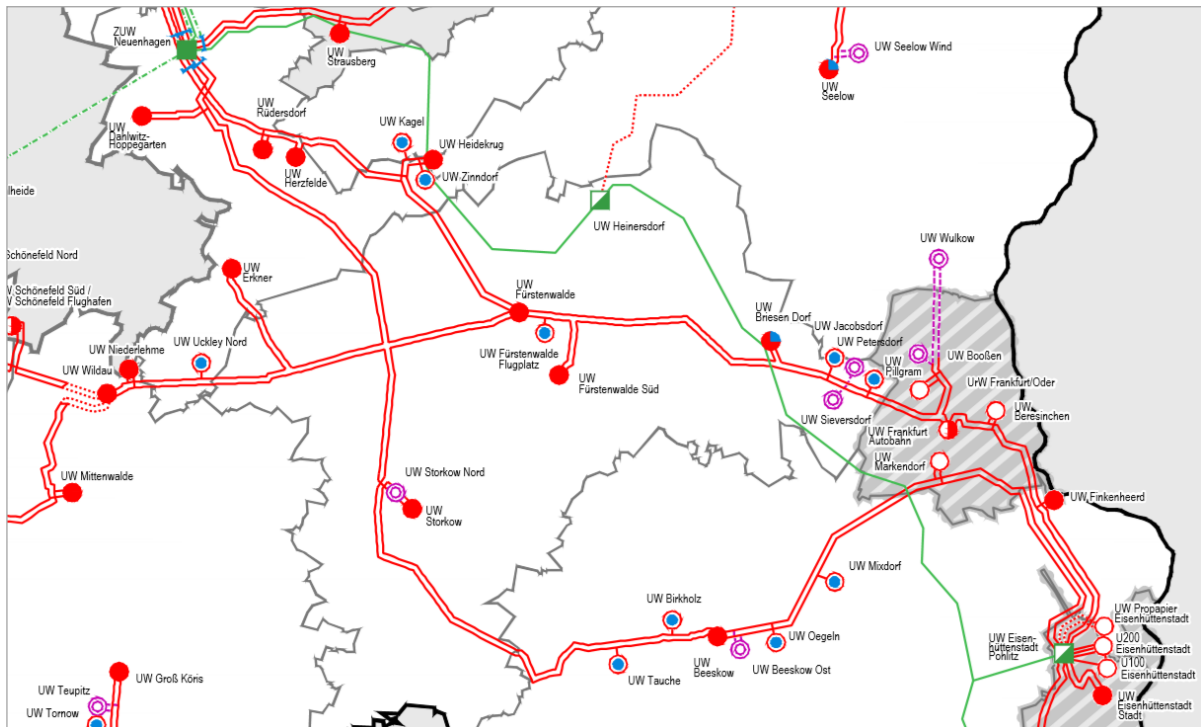 ZUW
Neuenhagen
UW
Strausberg
UW Seelow Wind
UW
Seelow
UW
Rüdersdorf
UW Kagel
UW
Dahlwitz-
Hoppegarten
UW Heidekrug
UW
Herzfelde
UW Zinndorf
lheide
UW Heinersdorf
UW Wulkow
Schönefeld Nord
UW
Erkner
W Schönefeld Süd /
W Schönefeld Flughafen
UW
Fürstenwalde
UW
Briesen Dorf
UW Jacobsdorf
UW Petersdorf
UW Uckley Nord
UW Niederlehme
UW Wildau
UW Fürstenwalde
Flugplatz
UW
Pillgram
UW Booßen
UW
Fürstenwalde Süd
UrW Frankfurt/Oder
UW
Beresinchen
UW Sieversdorf
UW Frankfurt
Autobahn
UW
Markendorf
UW Mittenwalde
UW Storkow Nord
UW
Storkow
UW Finkenheerd
UW Mixdorf
UW Birkholz
UW Propapier
Eisenhüttenstadt
UW Oegeln
UW Eisen-
hüttenstadt
Pohlitz
U200
Eisenhüttenstadt
UW Tauche
UW
Beeskow
UW Beeskow Ost
U100
Eisenhüttenstadt
UW Groß Köris
UW Teupitz
UW Tornow
UW
Eisenhüttenstadt
Stadt